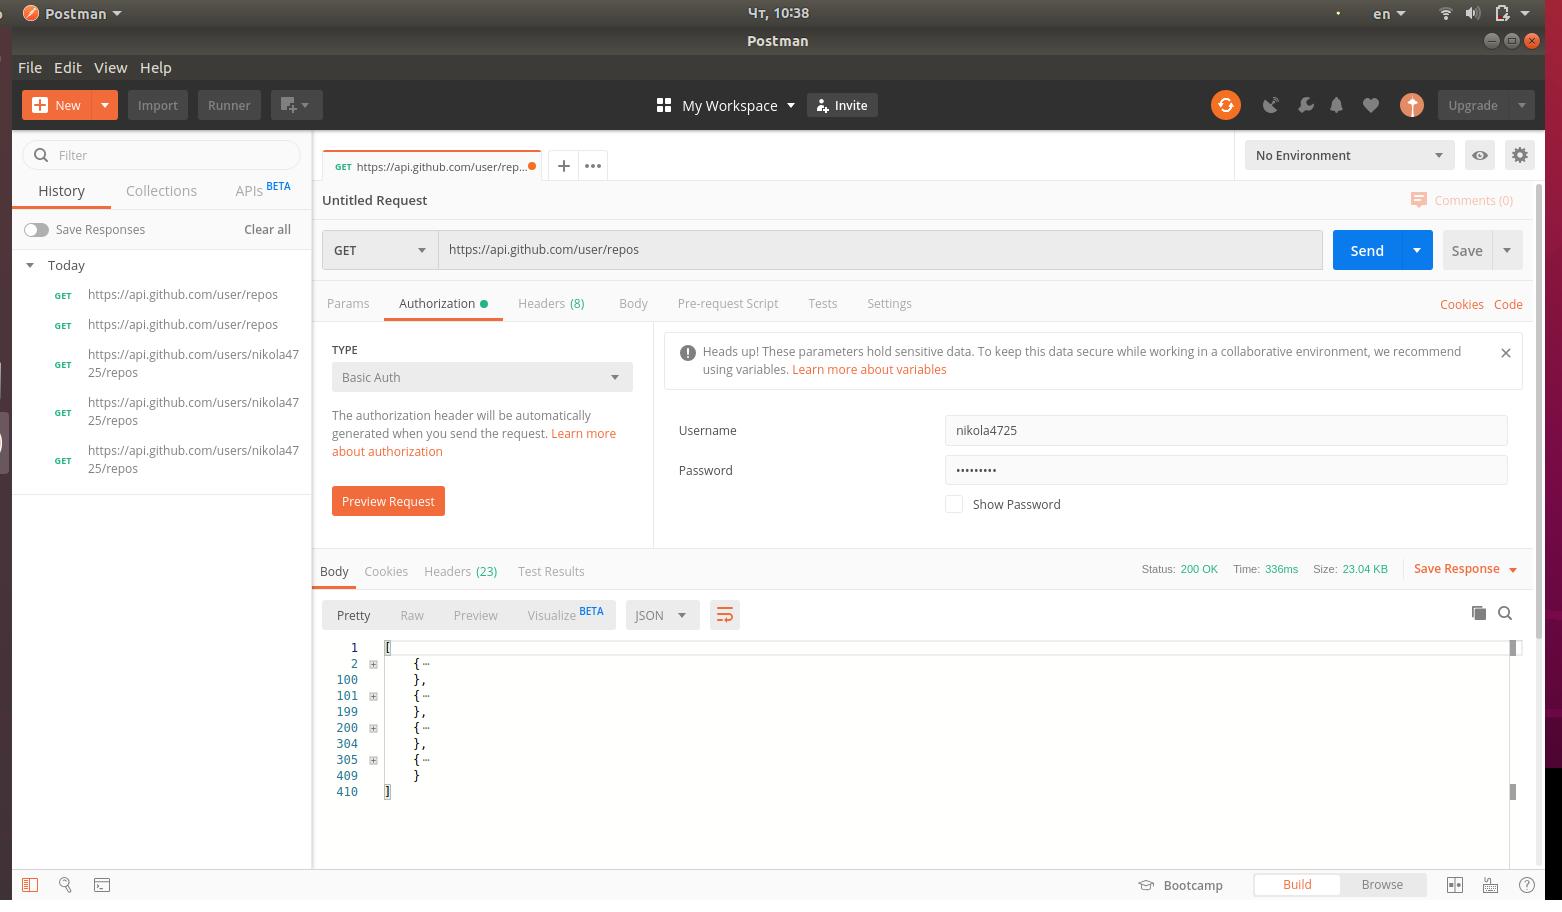 Postman
Чт, 10:38
en
Postman
File Edit View Help
New
Import
Runner
My Workspace
Invite
Upgrade
Filter
History
Collections
APIs BETA
Save Responses
Clear all
Today
GET https://api.github.com/user/repos
GET https://api.github.com/user/repos
GET https://api.github.com/users/nikola47
25/repos
GET https://api.github.com/users/nikola47
25/repos
GET https://api.github.com/users/nikola47
25/repos
GET https://api.github.com/user/rep...
No Environment
Untitled Request
Comments (0)
GET
https://api.github.com/user/repos
Send
Save
Params
Authorization
Headers (8)
Body
Pre-request Script
Tests
Settings
Cookies
Code
TYPE
Basic Auth
The authorization header will be automatically
generated when you send the request. Learn more
about authorization
Preview Request
Heads up! These parameters hold sensitive data. To keep this data secure while working in a collaborative environment, we recommend
using variables. Learn more about variables
Username
nikola4725
Password
•••••••••
Show Password
Body
Cookies
Headers (23)
Test Results
Status: 200 OK
Time: 336ms
Size: 23.04 KB
Save Response
Pretty
Raw
Preview
Visualize BETA
JSON
1 [
2 {⋯
100 },
101 {⋯
199 },
200 {⋯
304 },
305 {⋯
409 }
410 ]
Bootcamp
Build
Browse